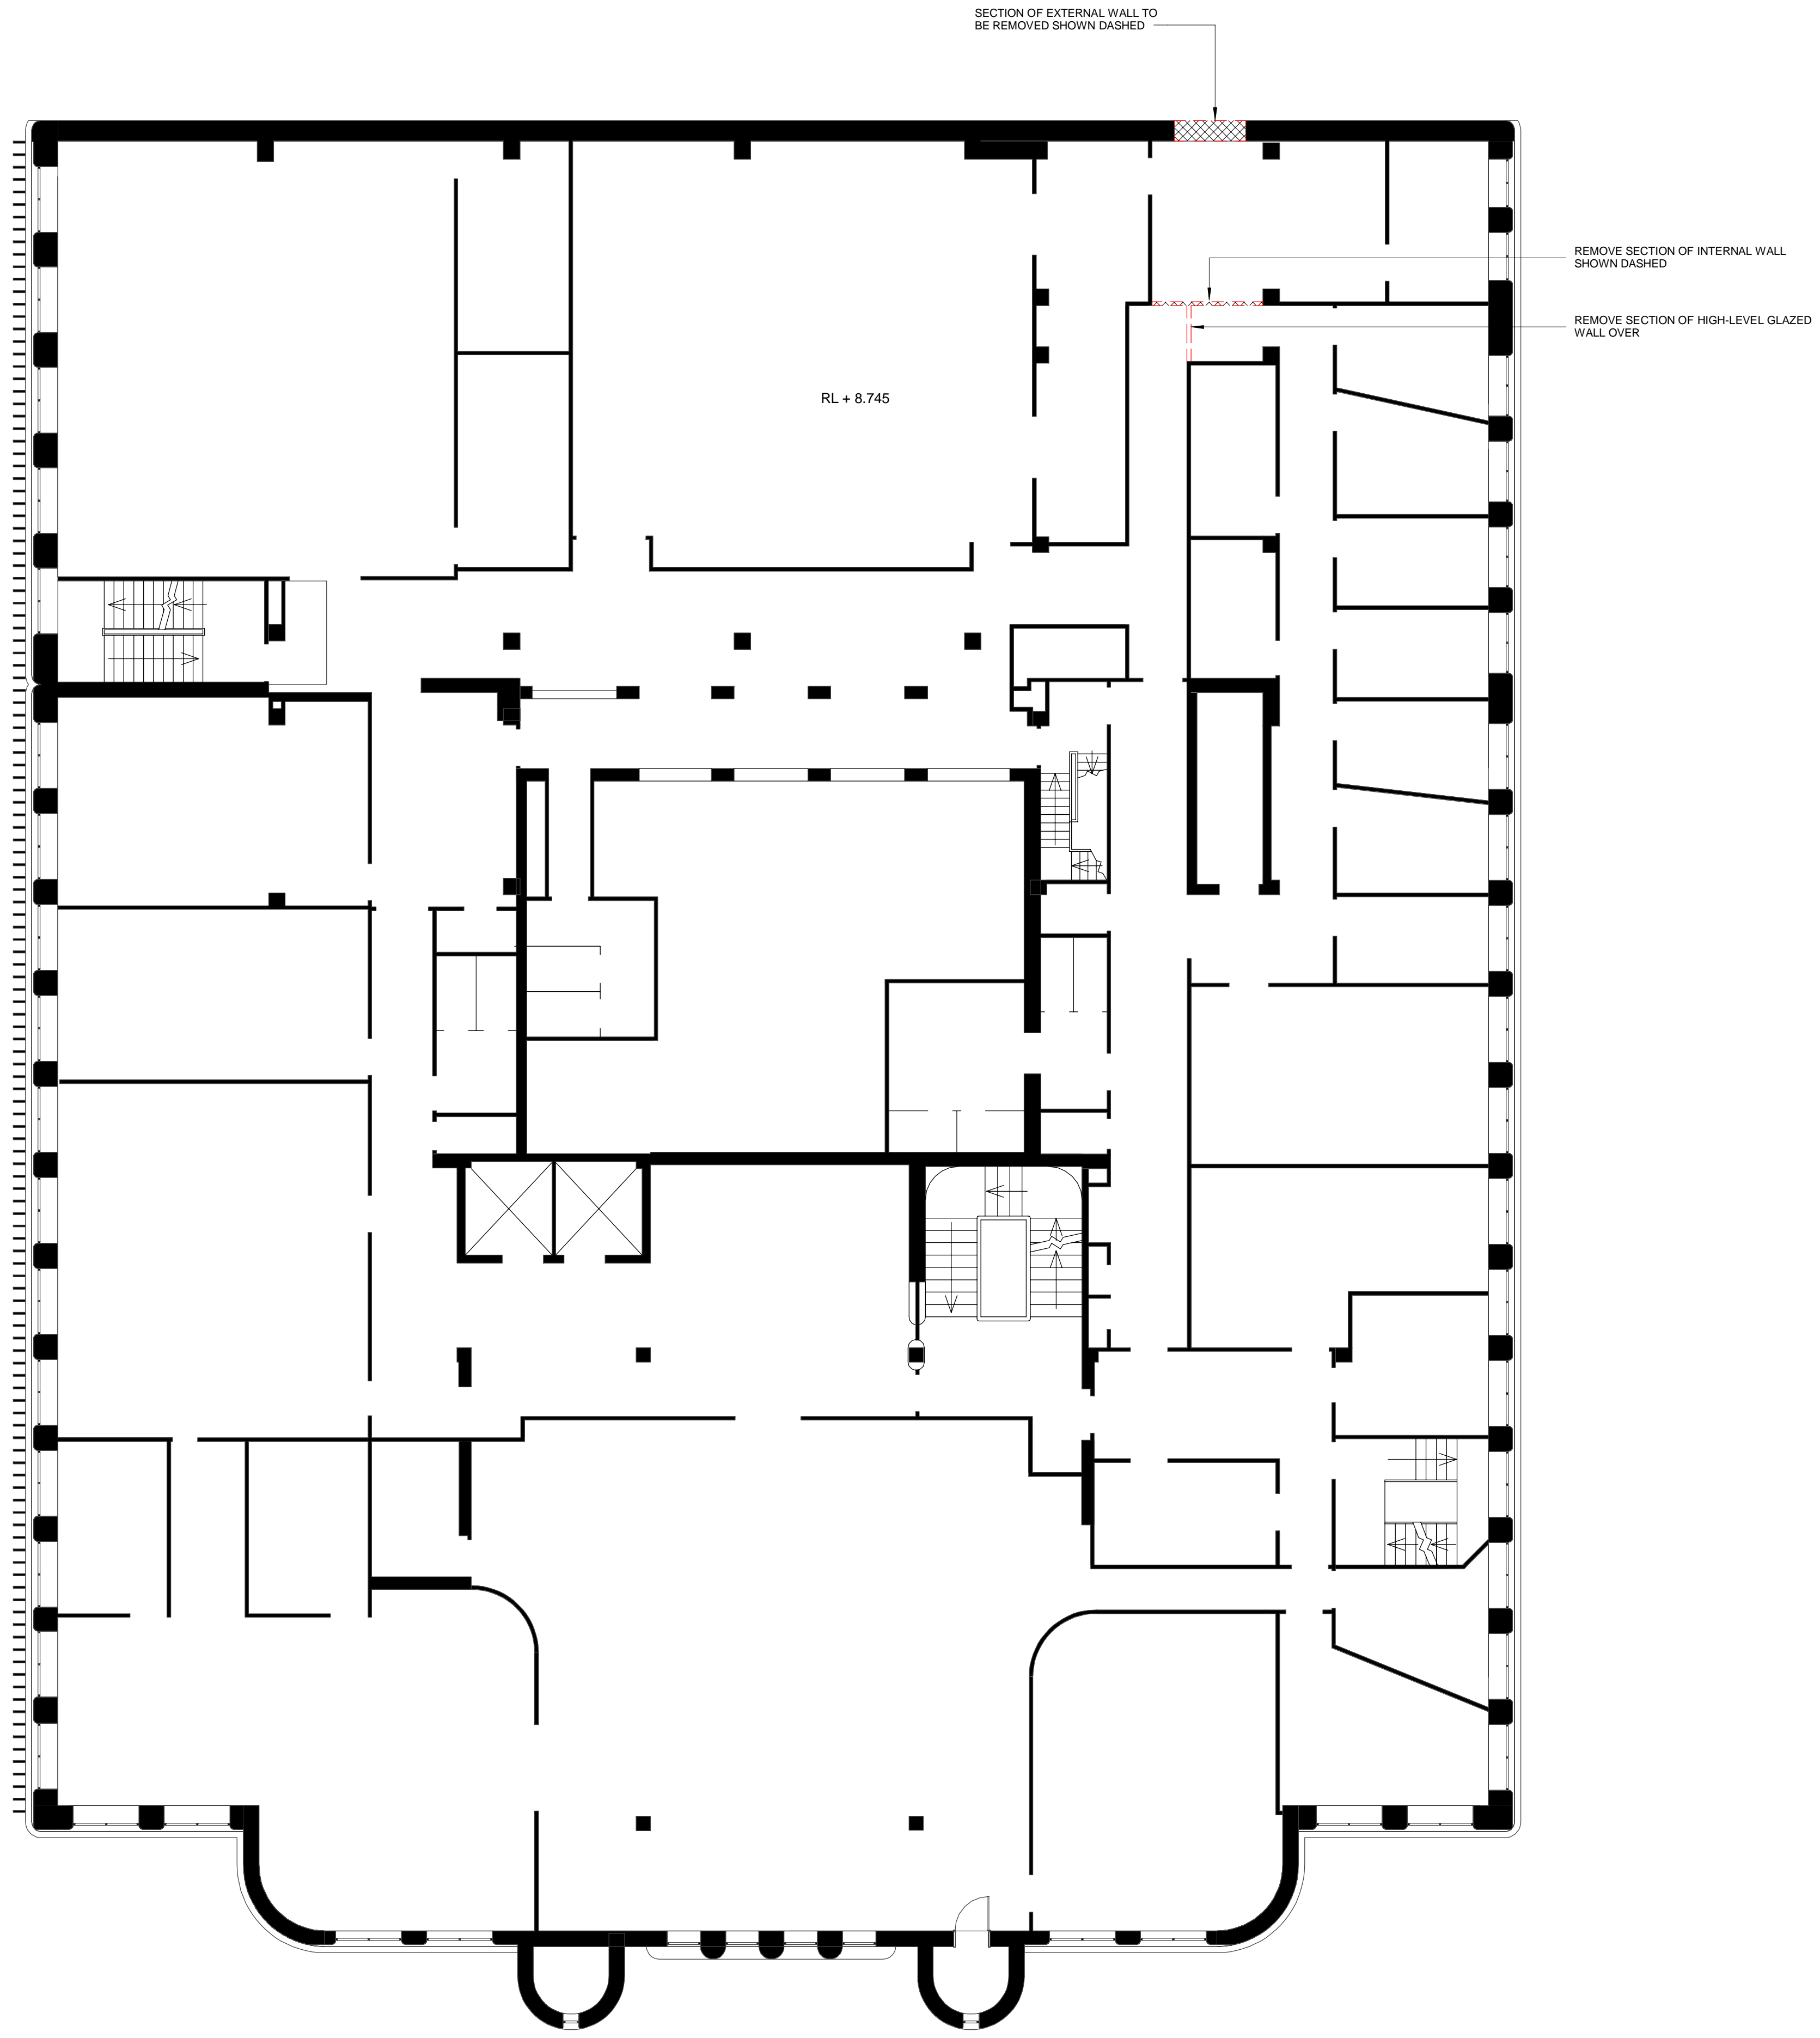 SECTION OF EXTERNAL WALL TO
BE REMOVED SHOWN DASHED
REMOVE SECTION OF INTERNAL WALL
SHOWN DASHED
REMOVE SECTION OF HIGH-LEVEL GLAZED
WALL OVER
RL + 8.745